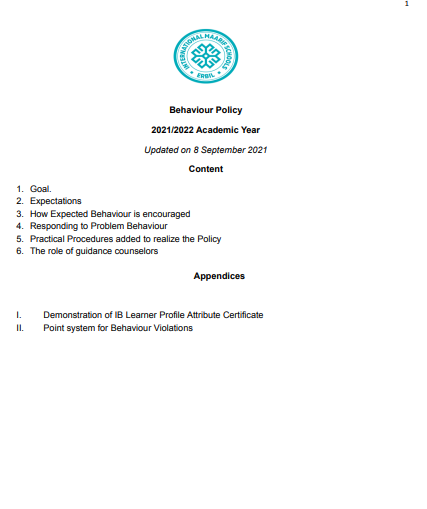 1
INTERNATIONAL MAARIF SCHOOLS
ERBIL
Behaviour Policy
2021/2022 Academic Year
Updated on 8 September 2021
Content
1. Goal.
2. Expectations
3. How Expected Behaviour is encouraged
4. Responding to Problem Behaviour
5. Practical Procedures added to realize the Policy
6. The role of guidance counselors
Appendices
I. Demonstration of IB Learner Profile Attribute Certificate
II. Point system for Behaviour Violations